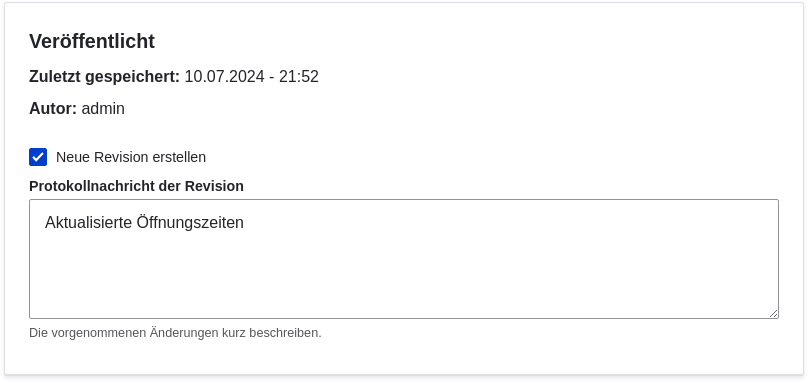 Veröffentlicht
Zuletzt gespeichert: 10.07.2024 - 21:52
Autor: admin
Neue Revision erstellen
Protokollnachricht der Revision
Aktualisierte Öffnungszeiten
Die vorgenommenen Änderungen kurz beschreiben.